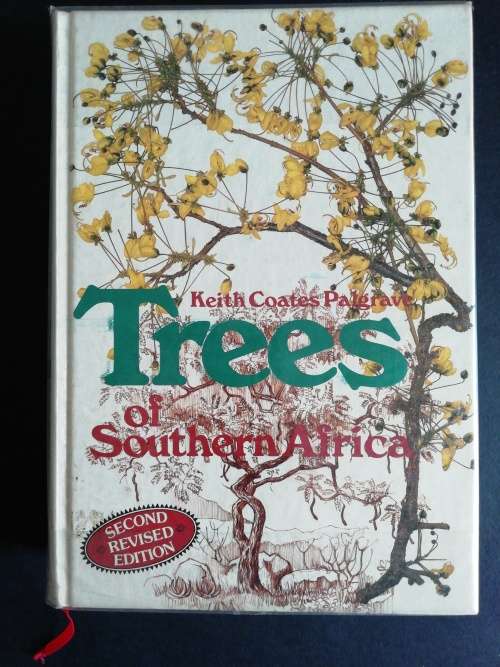 Keith Coates Palgrave
Trees
of
Southern Africa
SECOND
REVISED
EDITION